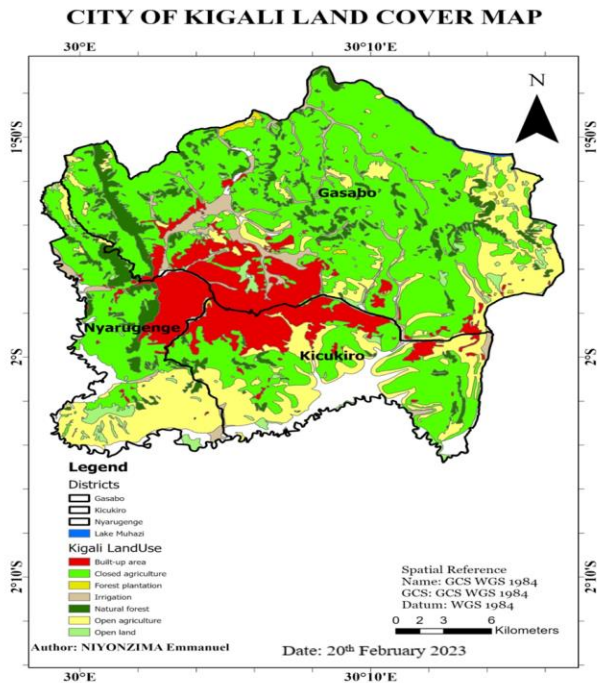 CITY OF KIGALI LAND COVER MAP
30°E
30°10'E
1°50'S
1°50'S
N
Gasabo
Nyarugenge
2°S
2°S
Kicukiro
Legend
Districts
Gasabo
Kicukiro
Nyarugenge
Lake Muhazi
Kigali LandUse
Built-up area
Closed agriculture
Forest plantation
Irrigation
Natural forest
Open agriculture
Open land
2°10'S
2°10'S
Spatial Reference
Name: GCS WGS 1984
GCS: GCS WGS 1984
Datum: WGS 1984
0 2 3 6
Kilometers
Author: NIYONZIMA Emmanuel
Date: 20th February 2023
30°E
30°10'E